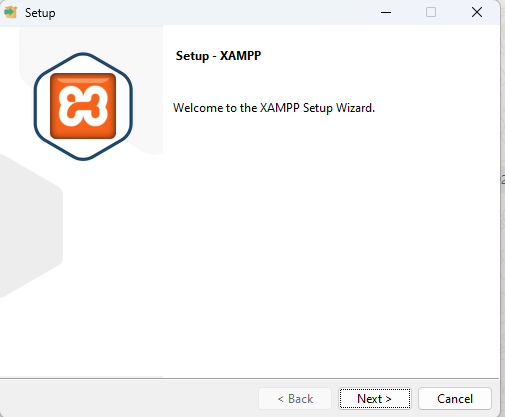 Setup
Setup - XAMPP
Welcome to the XAMPP Setup Wizard.
< Back
Next >
Cancel